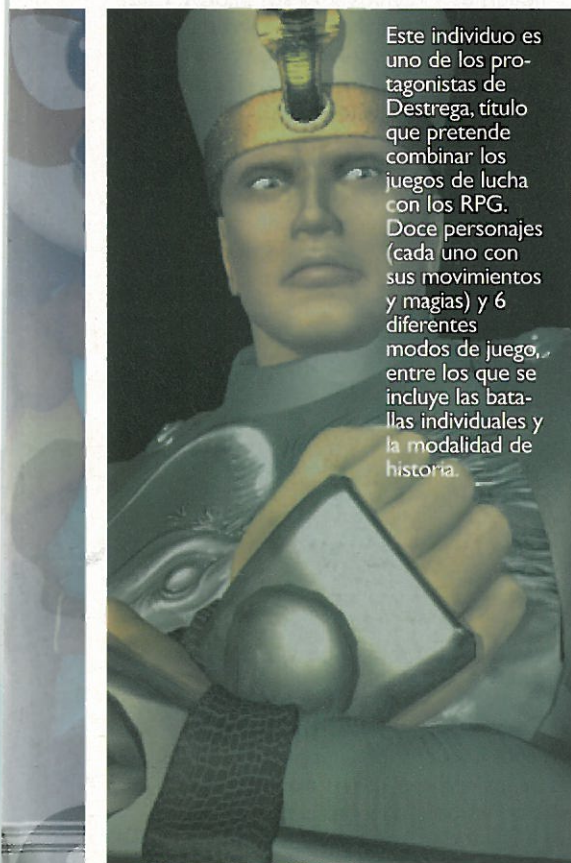 Este individuo es
uno de los pro-
tagonistas de
Destrega, título
que pretende
combinar los
juegos de lucha
con los RPG.
Doce personajes
(cada uno con
sus movimientos
y magias) y 6
diferentes
modos de juego,
entre los que se
incluye las bata-
llas individuales y
la modalidad de
historia.